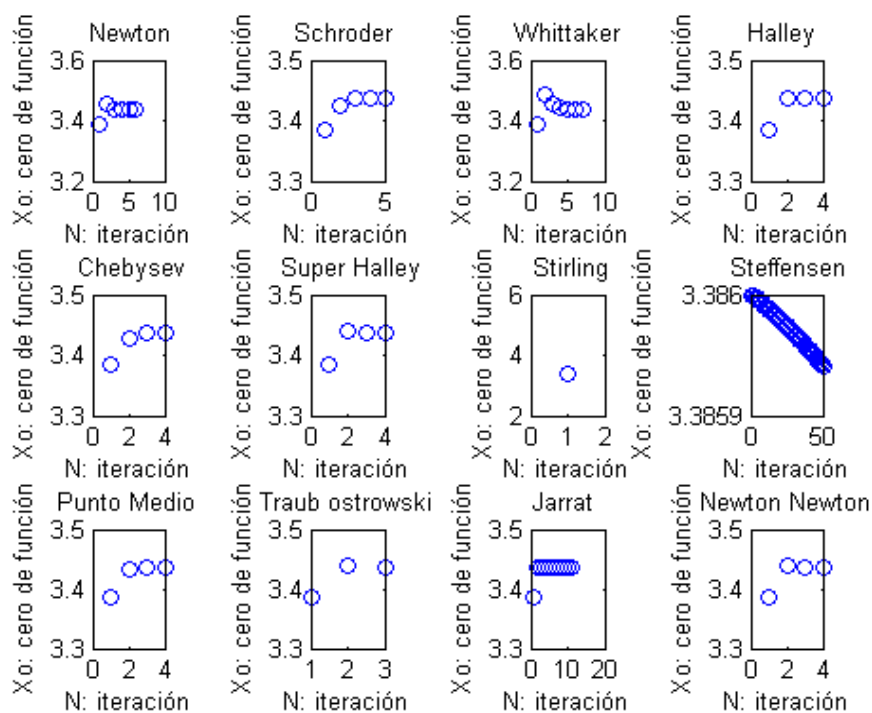 Newton
Xo: cero de función
3.6
3.4
3.2
0 5 10
N: iteración
Schroder
Xo: cero de función
3.5
3.4
3.3
0 5
N: iteración
Whittaker
Xo: cero de función
3.6
3.4
3.2
0 5 10
N: iteración
Halley
Xo: cero de función
3.5
3.4
3.3
0 2 4
N: iteración
Chebysev
Xo: cero de función
3.5
3.4
3.3
0 2 4
N: iteración
Super Halley
Xo: cero de función
3.5
3.4
3.3
0 2 4
N: iteración
Stirling
Xo: cero de función
6
4
2
0 1 2
N: iteración
Steffensen
Xo: cero de función
3.386
3.3859
0 50
N: iteración
Punto Medio
Xo: cero de función
3.5
3.4
3.3
0 2 4
N: iteración
Traub ostrowski
Xo: cero de función
3.5
3.4
3.3
1 2 3
N: iteración
Jarrat
Xo: cero de función
3.5
3.4
3.3
0 10 20
N: iteración
Newton Newton
Xo: cero de función
3.5
3.4
3.3
0 2 4
N: iteración